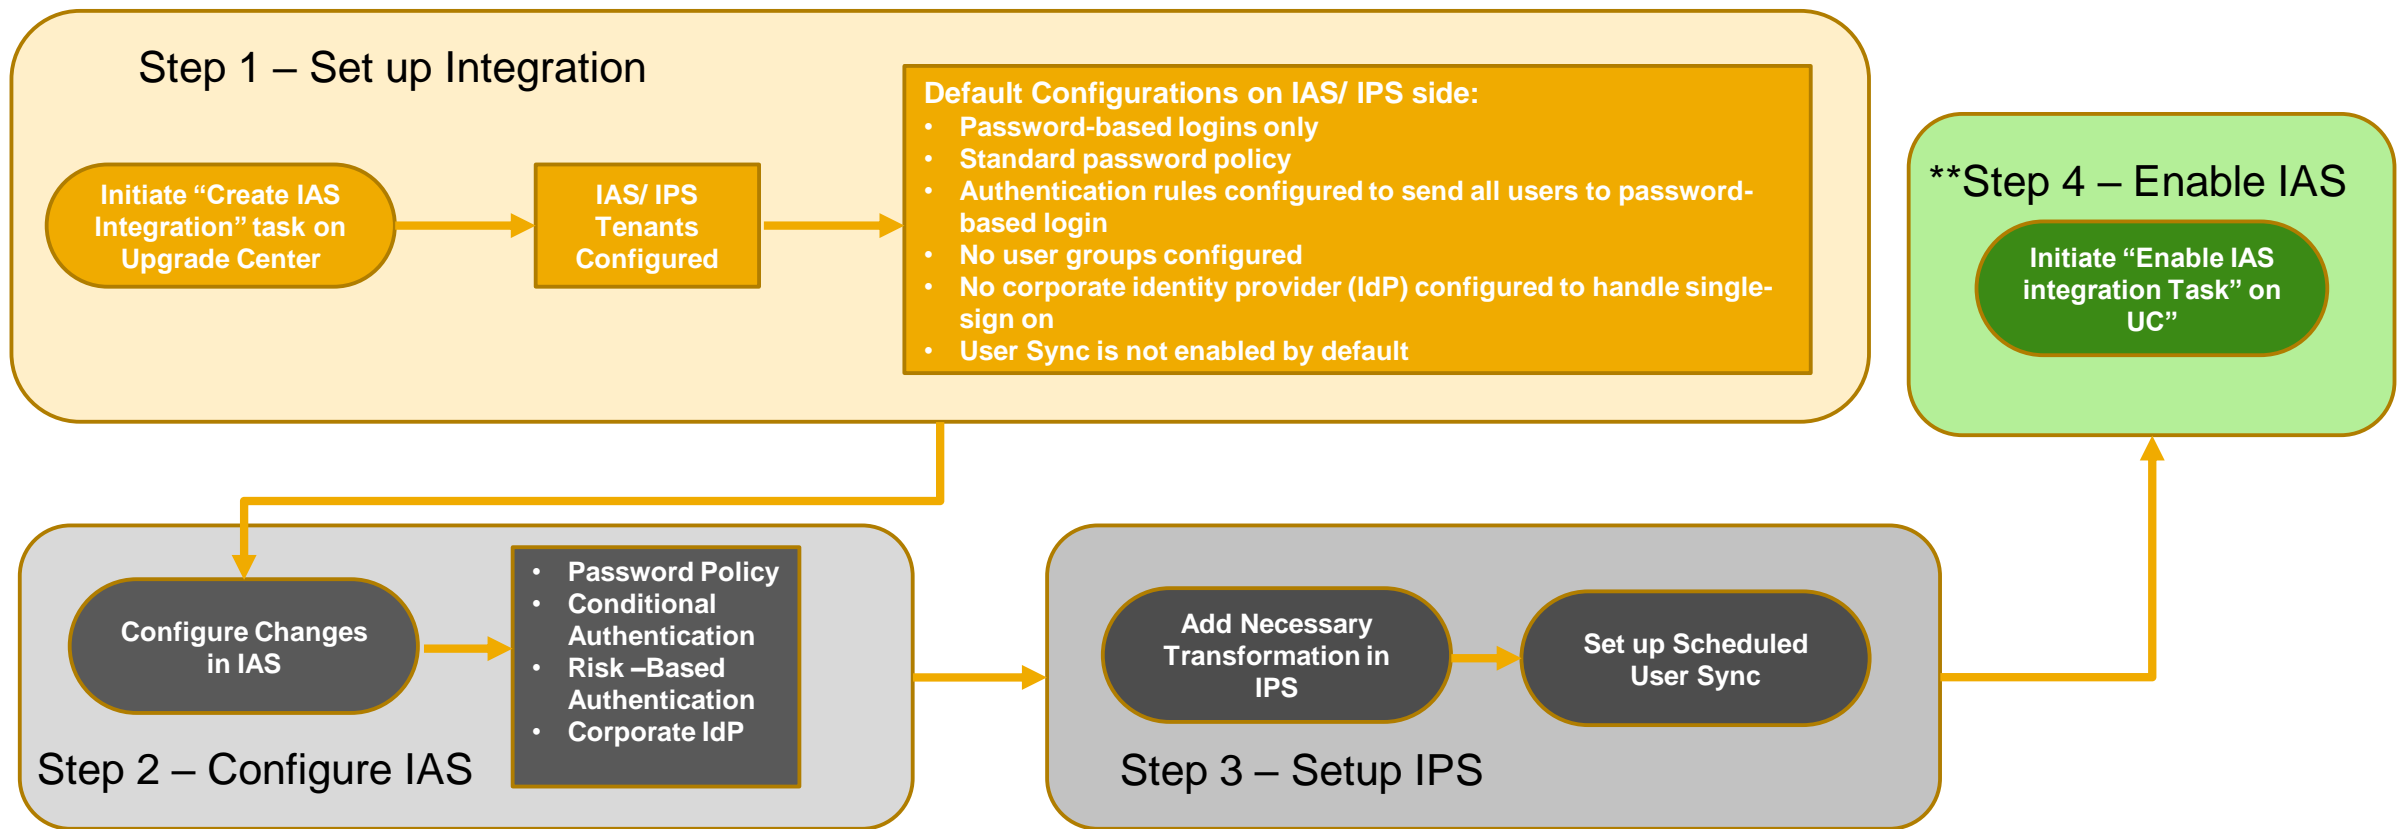 Step 1 – Set up Integration
Initiate “Create IAS
Integration” task on
Upgrade Center
IAS/ IPS
Tenants
Configured
Default Configurations on IAS/ IPS side:
• Password-based logins only
• Standard password policy
• Authentication rules configured to send all users to password-
based login
• No user groups configured
• No corporate identity provider (IdP) configured to handle single-
sign on
• User Sync is not enabled by default
Configure Changes
in IAS
• Password Policy
• Conditional
Authentication
• Risk –Based
Authentication
• Corporate IdP
Step 2 – Configure IAS
Add Necessary
Transformation in
IPS
Set up Scheduled
User Sync
Step 3 – Setup IPS
**Step 4 – Enable IAS
Initiate “Enable IAS
integration Task” on
UC”